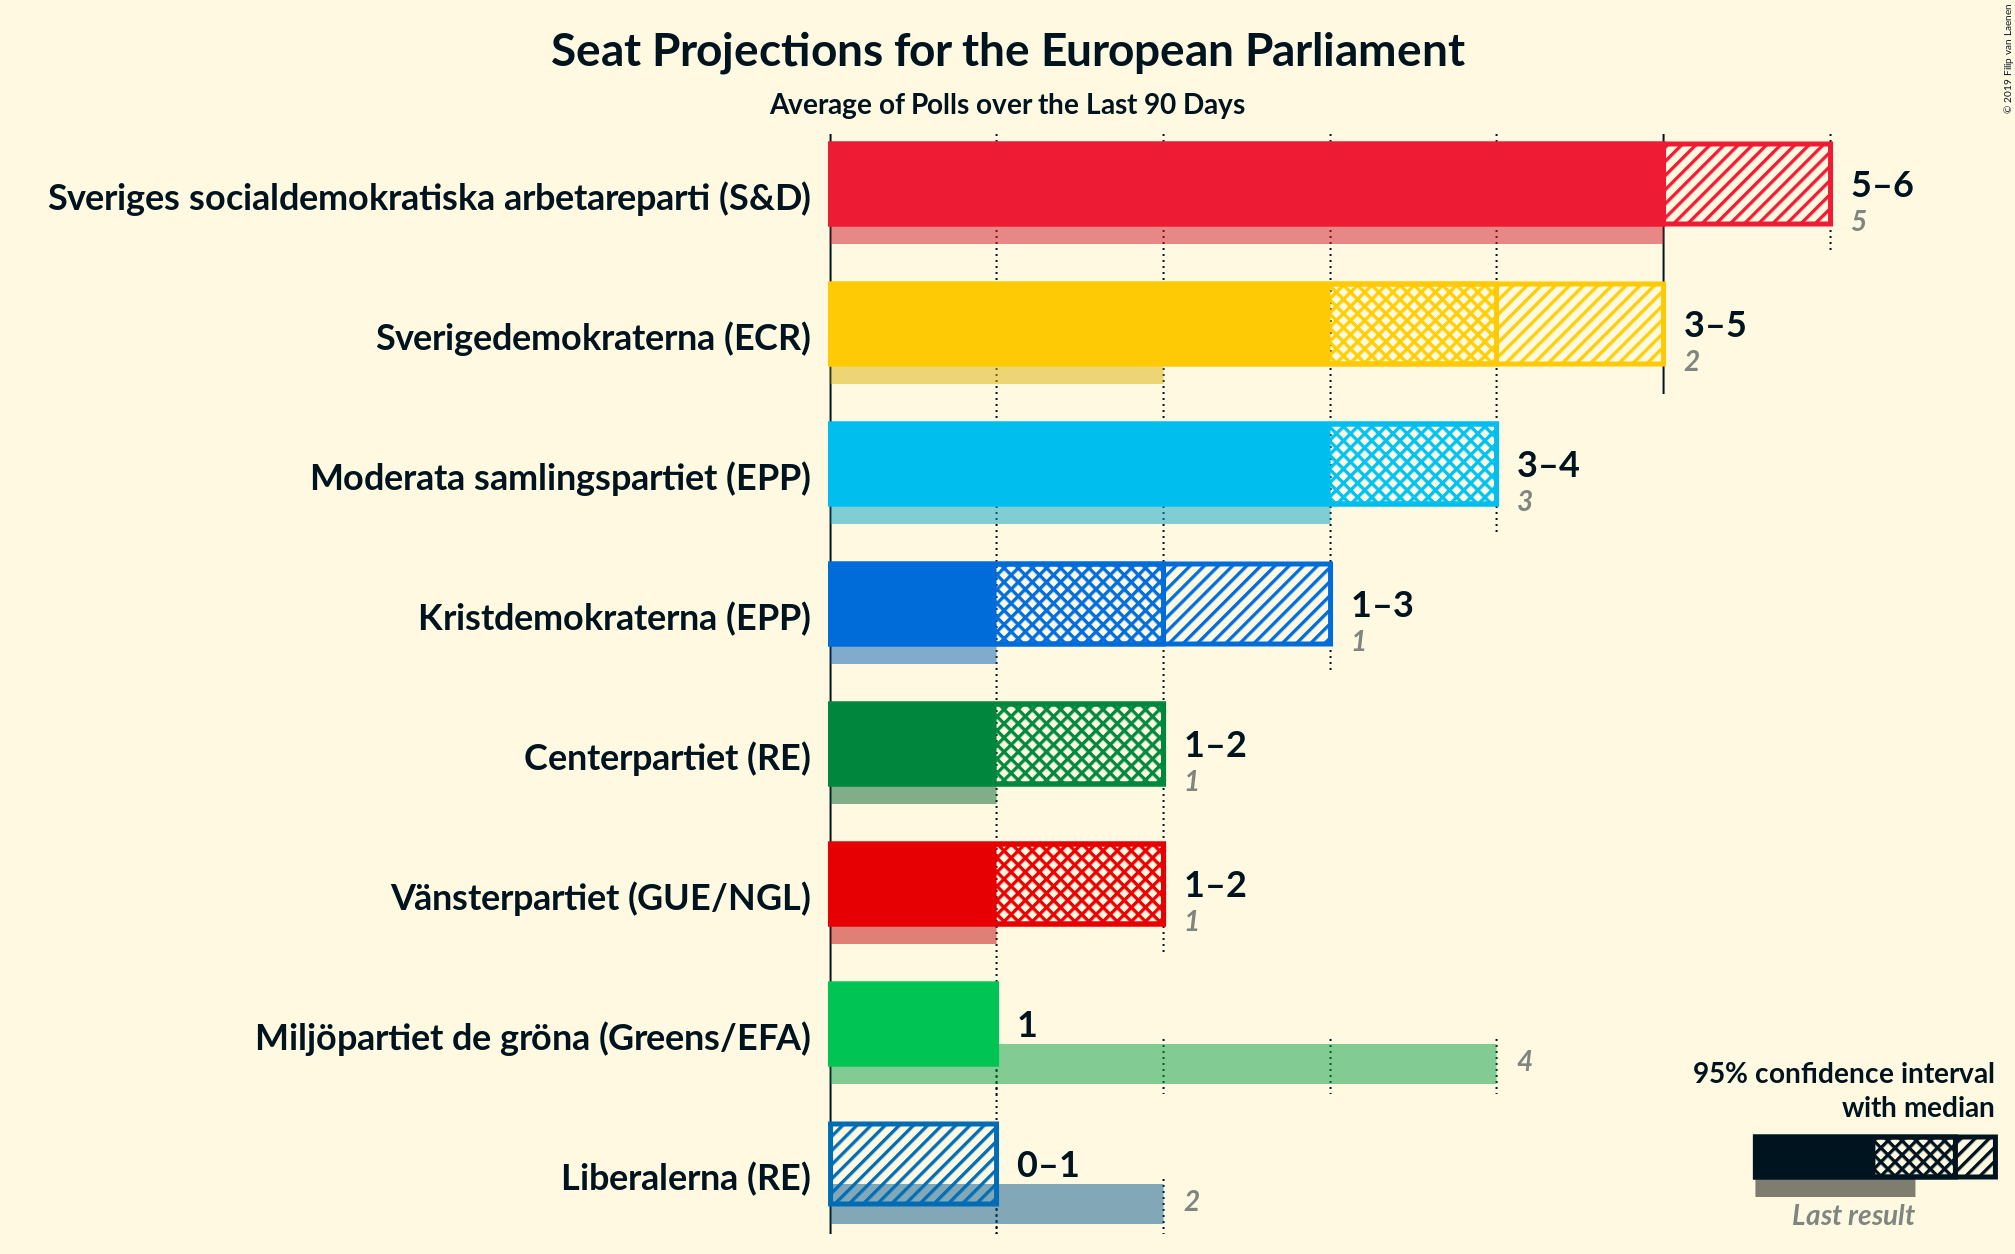 Seat Projections for the European Parliament
Average of Polls over the Last 90 Days
© 2019 Filip van Laenen
Sveriges socialdemokratiska arbetareparti (S&D)
5–6
5
Sverigedemokraterna (ECR)
3–5
2
Moderata samlingspartiet (EPP)
3–4
3
Kristdemokraterna (EPP)
1–3
1
Centerpartiet (RE)
1–2
1
Vänsterpartiet (GUE/NGL)
1–2
1
Miljöpartiet de gröna (Greens/EFA)
1
4
Liberalerna (RE)
0–1
2
95% confidence interval
with median
Last result